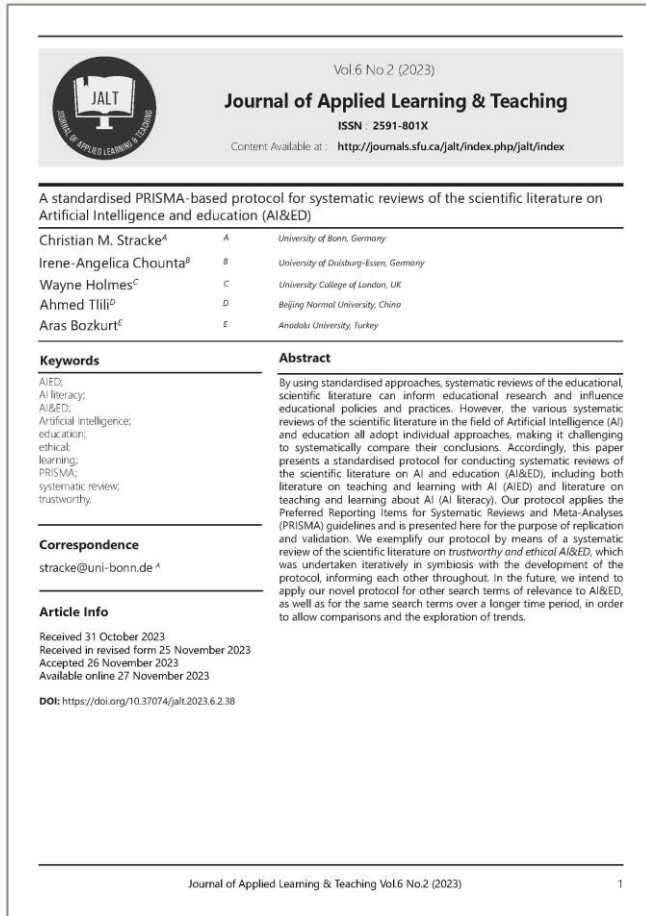 JALT
JOURNAL OF APPLIED LEARNING & TEACHING
Vol.6 No.2 (2023)
Journal of Applied Learning & Teaching
ISSN : 2591-801X
Content Available at : http://journals.sfu.ca/jalt/index.php/jalt/index
A standardised PRISMA-based protocol for systematic reviews of the scientific literature on
Artificial Intelligence and education (AI&ED)
Christian M. Stracke^A A University of Bonn, Germany
Irene-Angelica Chounta^B B University of Duisburg-Essen, Germany
Wayne Holmes^C C University College of London, UK
Ahmed Tlili^D D Beijing Normal University, China
Aras Bozkurt^E E Anadolu University, Turkey
Keywords
AIED;
AI literacy;
AI&ED;
Artificial Intelligence;
education;
ethical;
learning;
PRISMA;
systematic review;
trustworthy.
Correspondence
stracke@uni-bonn.de ^A
Article Info
Received 31 October 2023
Received in revised form 25 November 2023
Accepted 26 November 2023
Available online 27 November 2023
DOI: https://doi.org/10.37074/jalt.2023.6.2.38
Abstract
By using standardised approaches, systematic reviews of the educational,
scientific literature can inform educational research and influence
educational policies and practices. However, the various systematic
reviews of the scientific literature in the field of Artificial Intelligence (AI)
and education all adopt individual approaches, making it challenging
to systematically compare their conclusions. Accordingly, this paper
presents a standardised protocol for conducting systematic reviews of
the scientific literature on AI and education (AI&ED), including both
literature on teaching and learning with AI (AIED) and literature on
teaching and learning about AI (AI literacy). Our protocol applies the
Preferred Reporting Items for Systematic Reviews and Meta-Analyses
(PRISMA) guidelines and is presented here for the purpose of replication
and validation. We exemplify our protocol by means of a systematic
review of the scientific literature on trustworthy and ethical AI&ED, which
was undertaken iteratively in symbiosis with the development of the
protocol, informing each other throughout. In the future, we intend to
apply our novel protocol for other search terms of relevance to AI&ED,
as well as for the same search terms over a longer time period, in order
to allow comparisons and the exploration of trends.
Journal of Applied Learning & Teaching Vol.6 No.2 (2023) 1